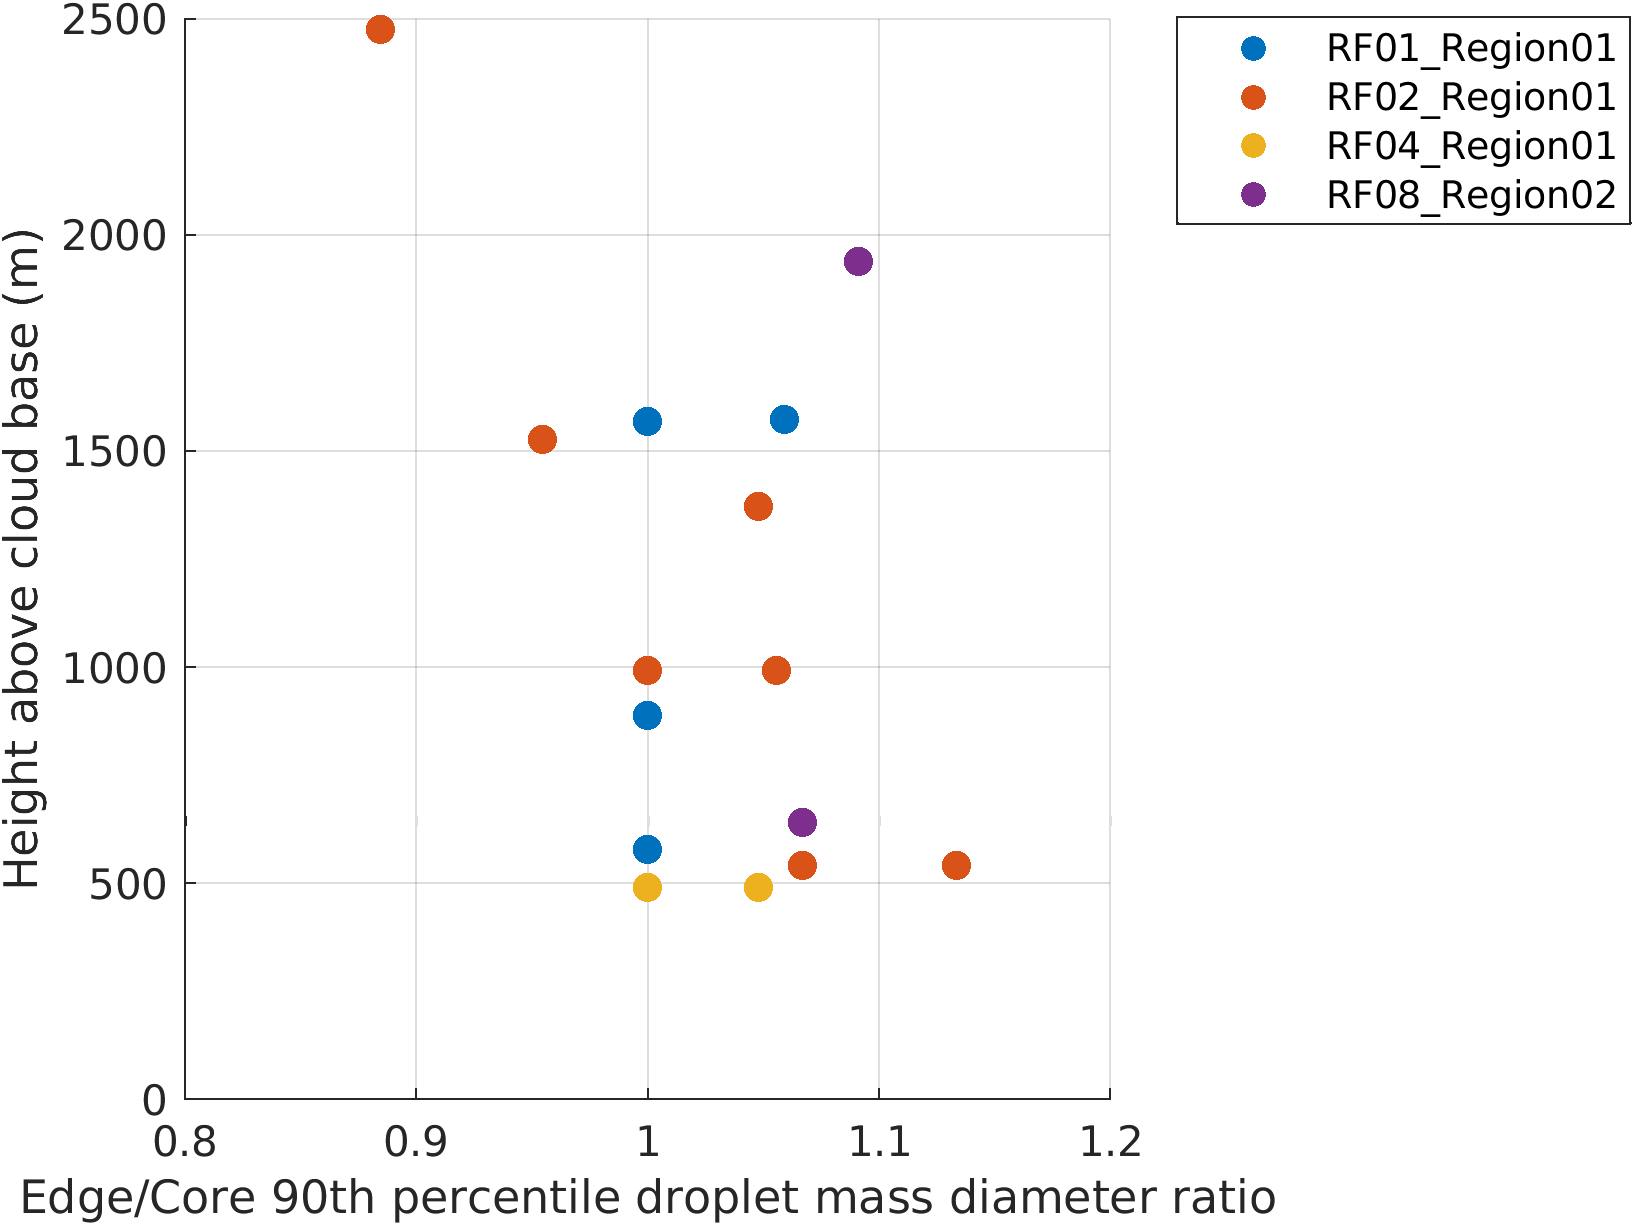 2500
2000
1500
1000
500
0
0.8 0.9 1 1.1 1.2
Height above cloud base (m)
Edge/Core 90th percentile droplet mass diameter ratio
RF01_Region01
RF02_Region01
RF04_Region01
RF08_Region02